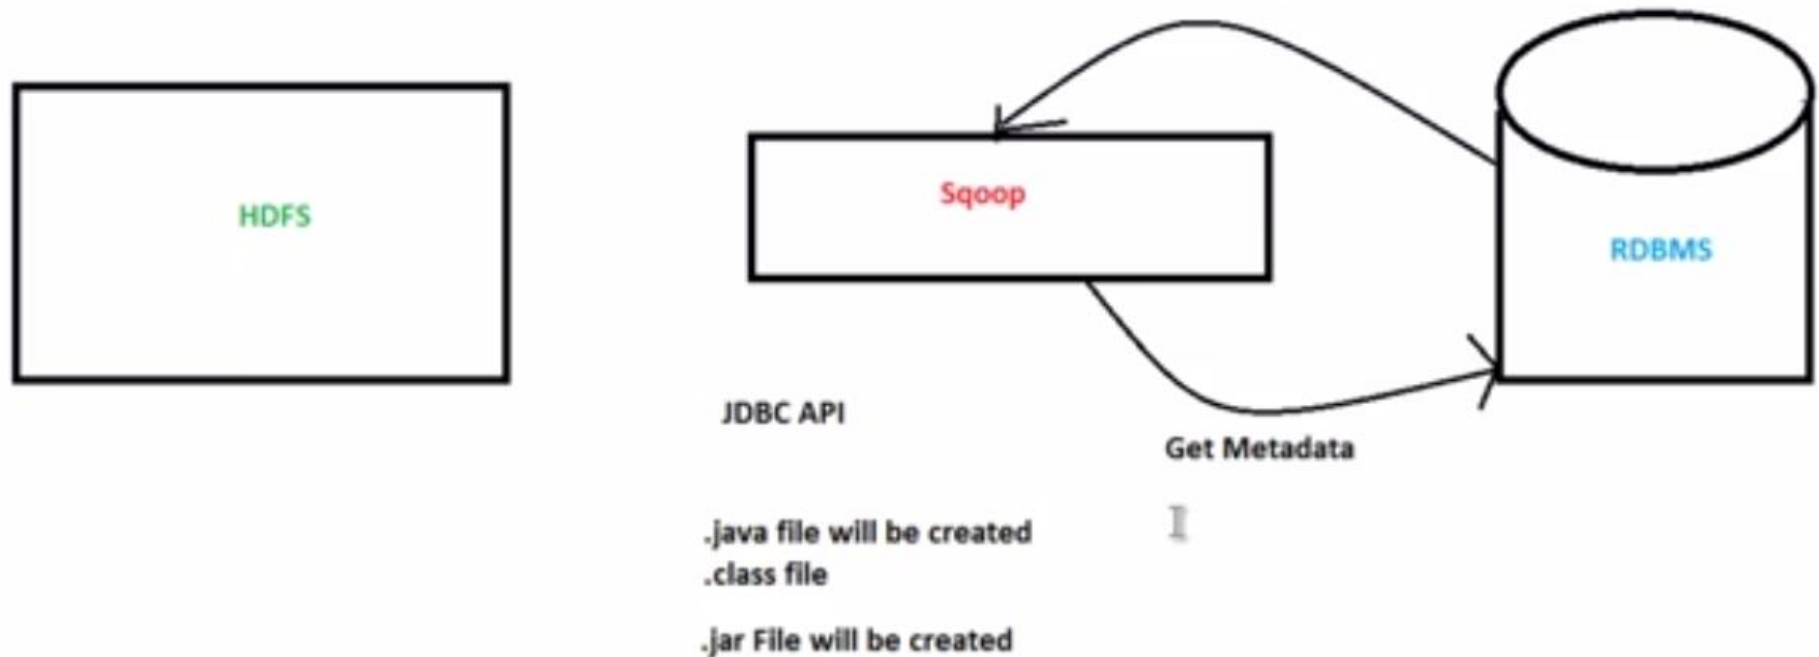 HDFS
Sqoop
RDBMS
JDBC API
Get Metadata
.java file will be created
.class file
.jar File will be created